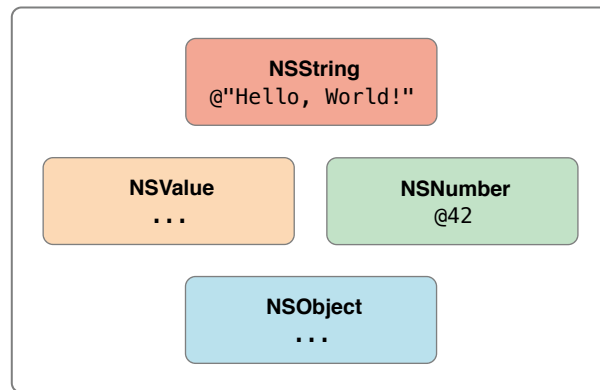 NSString
@"Hello, World!"
NSValue
...
NSNumber
@42
NSObject
...